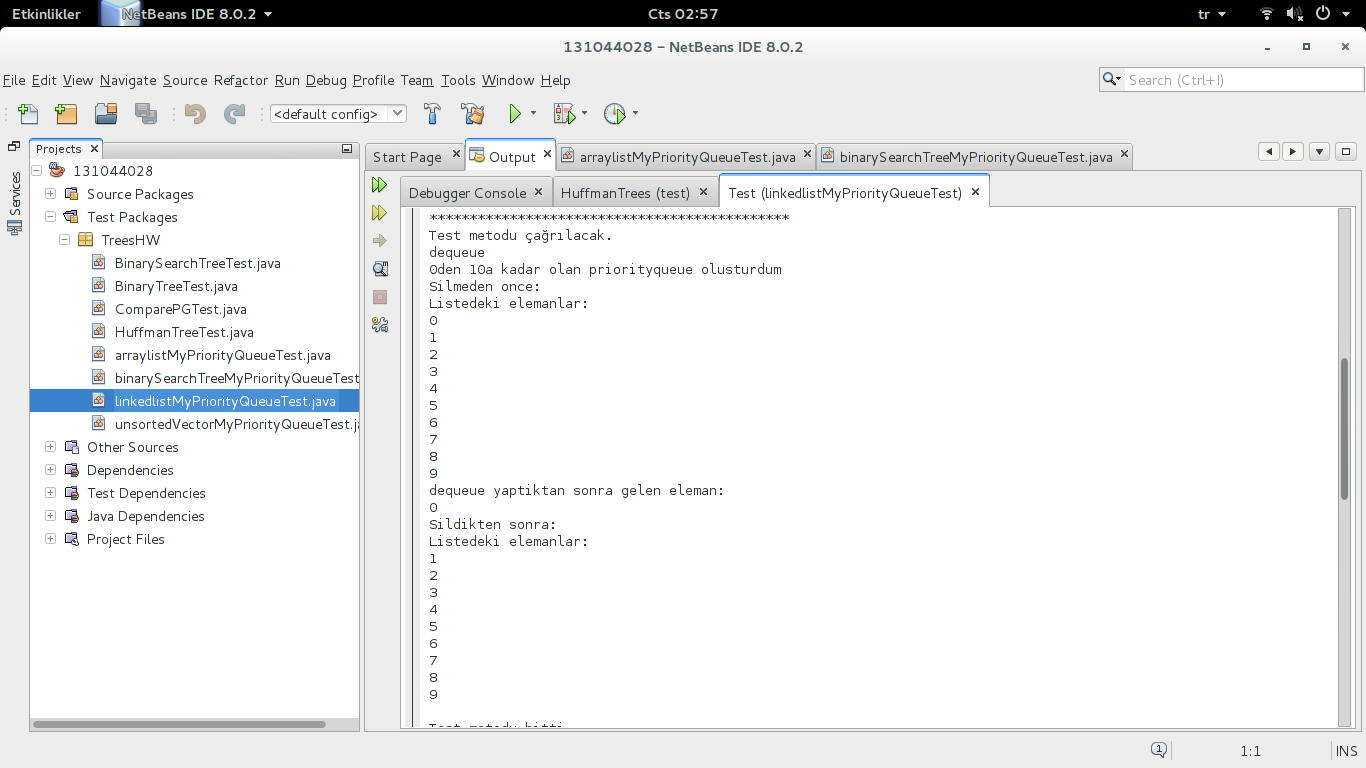 Etkinlikler NetBeans IDE 8.0.2 Cts 02:57 tr
131044028 – NetBeans IDE 8.0.2
File Edit View Navigate Source Refactor Run Debug Profile Team Tools Window Help Search (Ctrl+I)
<default config>
Projects
Services
131044028
Source Packages
Test Packages
TreesHW
BinarySearchTreeTest.java
BinaryTreeTest.java
ComparePGTest.java
HuffmanTreeTest.java
arraylistMyPriorityQueueTest.java
binarySearchTreeMyPriorityQueueTest
linkedlistMyPriorityQueueTest.java
unsortedVectorMyPriorityQueueTest.j
Other Sources
Dependencies
Test Dependencies
Java Dependencies
Project Files
Start Page Output arraylistMyPriorityQueueTest.java binarySearchTreeMyPriorityQueueTest.java
Debugger Console HuffmanTrees (test) Test (linkedlistMyPriorityQueueTest)
*********************************************
Test metodu çağrılacak.
dequeue
0den 10a kadar olan priorityqueue olusturdum
Silmeden once:
Listedeki elemanlar:
0
1
2
3
4
5
6
7
8
9
dequeue yaptiktan sonra gelen eleman:
0
Sildikten sonra:
Listedeki elemanlar:
1
2
3
4
5
6
7
8
9
Test metodu bitti
1 1:1 INS